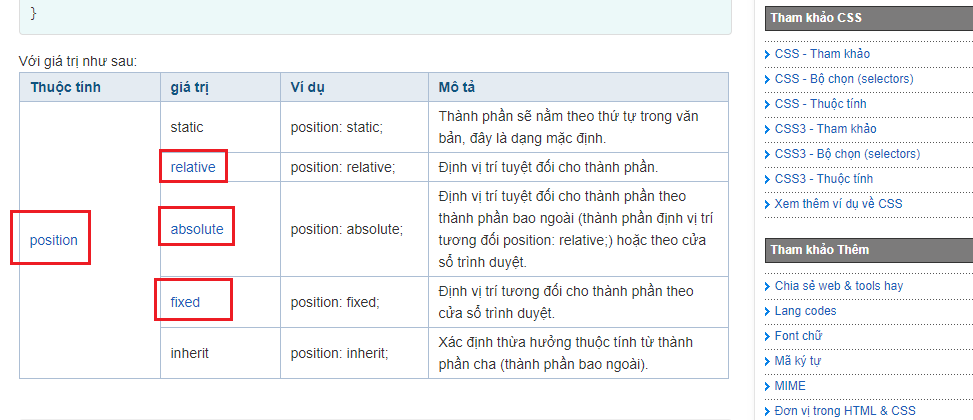 }
Với giá trị như sau:
Thuộc tính giá trị Ví dụ Mô tả
static position: static; Thành phần sẽ nằm theo thứ tự trong văn
bản, đây là dạng mặc định.
relative position: relative; Định vị trí tuyệt đối cho thành phần.
position
absolute position: absolute; Định vị trí tuyệt đối cho thành phần theo
thành phần bao ngoài (thành phần định vị trí
tương đối position: relative;) hoặc theo cửa
sổ trình duyệt.
fixed position: fixed; Định vị trí tương đối cho thành phần theo
cửa sổ trình duyệt.
inherit position: inherit; Xác định thừa hưởng thuộc tính từ thành
phần cha (thành phần bao ngoài).
Tham khảo CSS
CSS - Tham khảo
CSS - Bộ chọn (selectors)
CSS - Thuộc tính
CSS3 - Tham khảo
CSS3 - Bộ chọn (selectors)
CSS3 - Thuộc tính
Xem thêm ví dụ về CSS
Tham khảo Thêm
Chia sẻ web & tools hay
Lang codes
Font chữ
Mã ký tự
MIME
Đơn vị trong HTML & CSS